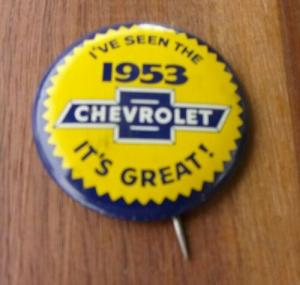 I'VE SEEN THE
1953
CHEVROLET
IT'S GREAT!